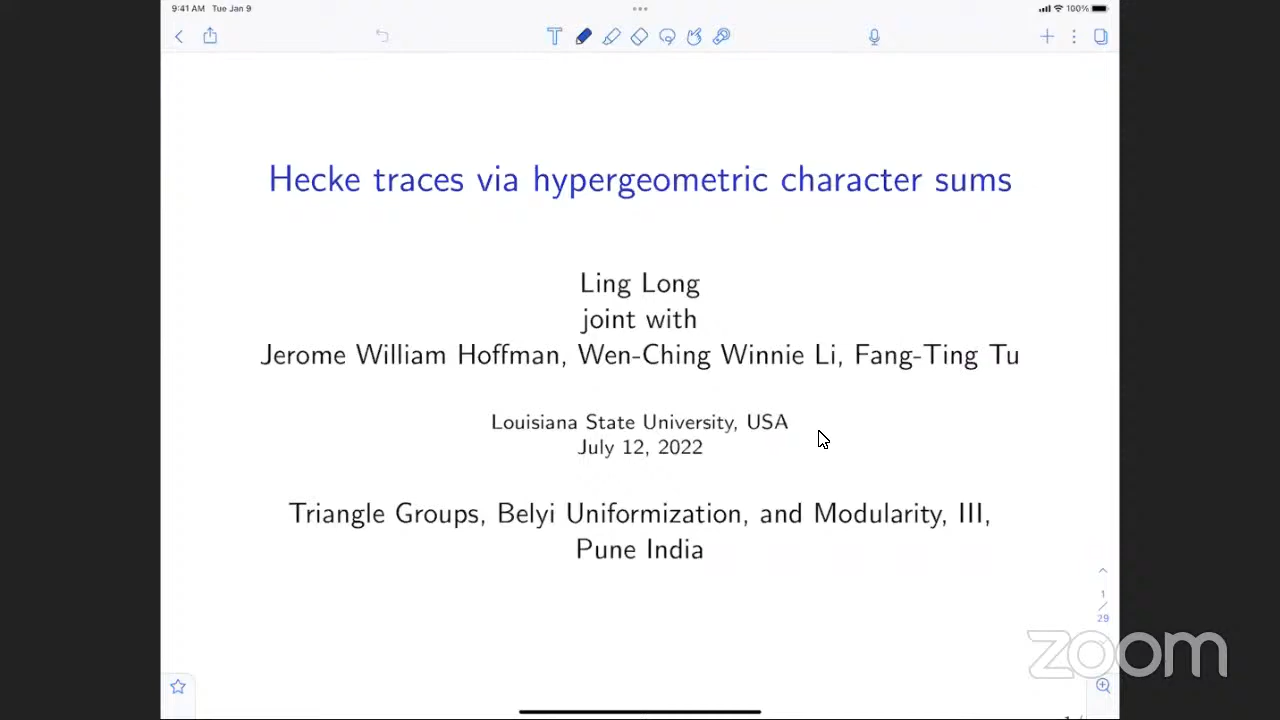 9:41 AM Tue Jan 9
100%
Hecke traces via hypergeometric character sums
Ling Long
joint with
Jerome William Hoffman, Wen-Ching Winnie Li, Fang-Ting Tu
Louisiana State University, USA
July 12, 2022
Triangle Groups, Belyi Uniformization, and Modularity, III,
Pune India
1
/
29
zoom